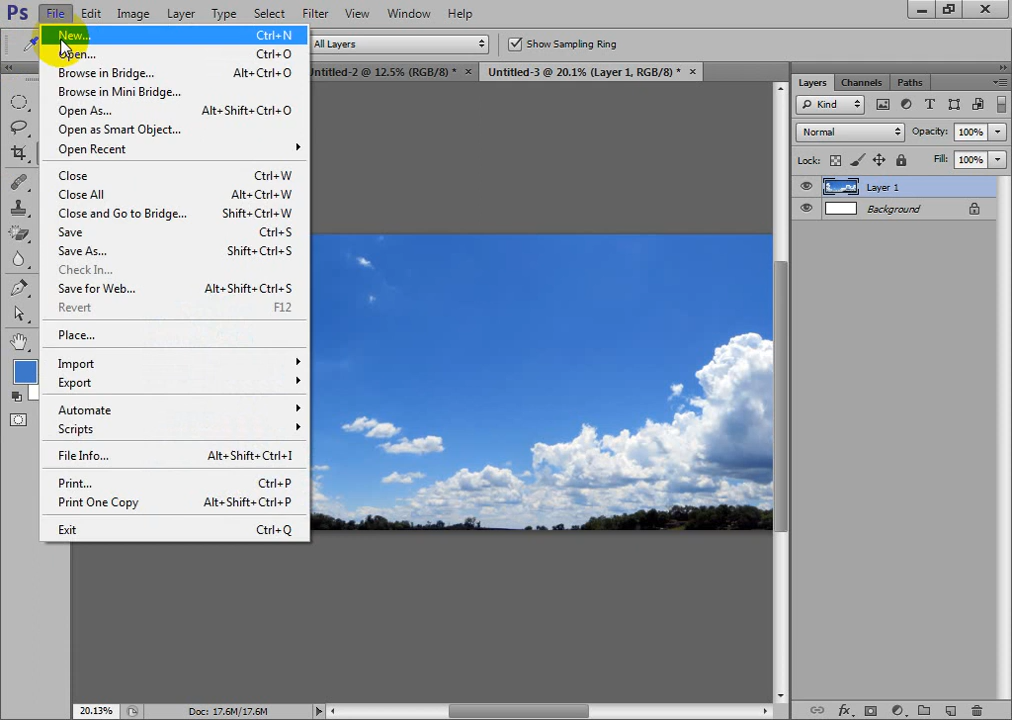 Ps File Edit Image Layer Type Select Filter View Window Help
All Layers Show Sampling Ring
Untitled-2 @ 12.5% (RGB/8) * × Untitled-3 @ 20.1% (Layer 1, RGB/8) * ×
New... Ctrl+N
Open... Ctrl+O
Browse in Bridge... Alt+Ctrl+O
Browse in Mini Bridge...
Open As... Alt+Shift+Ctrl+O
Open as Smart Object...
Open Recent
Close Ctrl+W
Close All Alt+Ctrl+W
Close and Go to Bridge... Shift+Ctrl+W
Save Ctrl+S
Save As... Shift+Ctrl+S
Check In...
Save for Web... Alt+Shift+Ctrl+S
Revert F12
Place...
Import
Export
Automate
Scripts
File Info... Alt+Shift+Ctrl+I
Print... Ctrl+P
Print One Copy Alt+Shift+Ctrl+P
Exit Ctrl+Q
Layers Channels Paths
Kind
Normal Opacity: 100%
Lock: Fill: 100%
Layer 1
Background
fx
20.13% Doc: 17.6M/17.6M